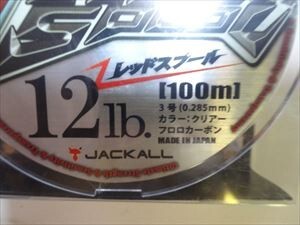 レッドスプール
12lb.
[100m]
3号(0.285mm)
カラー：クリアー
フロロカーボン
MADE IN JAPAN
JACKALL